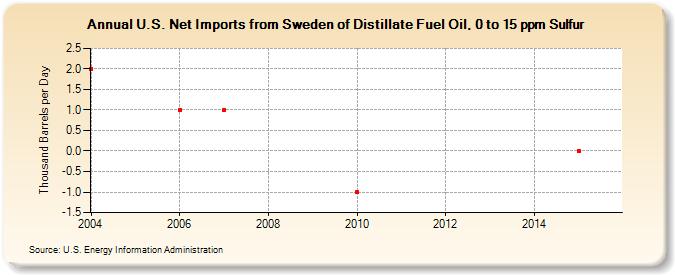 Annual U.S. Net Imports from Sweden of Distillate Fuel Oil, 0 to 15 ppm Sulfur
Thousand Barrels per Day
2.5
2.0
1.5
1.0
0.5
0.0
-0.5
-1.0
-1.5
2004 2006 2008 2010 2012 2014
Source: U.S. Energy Information Administration